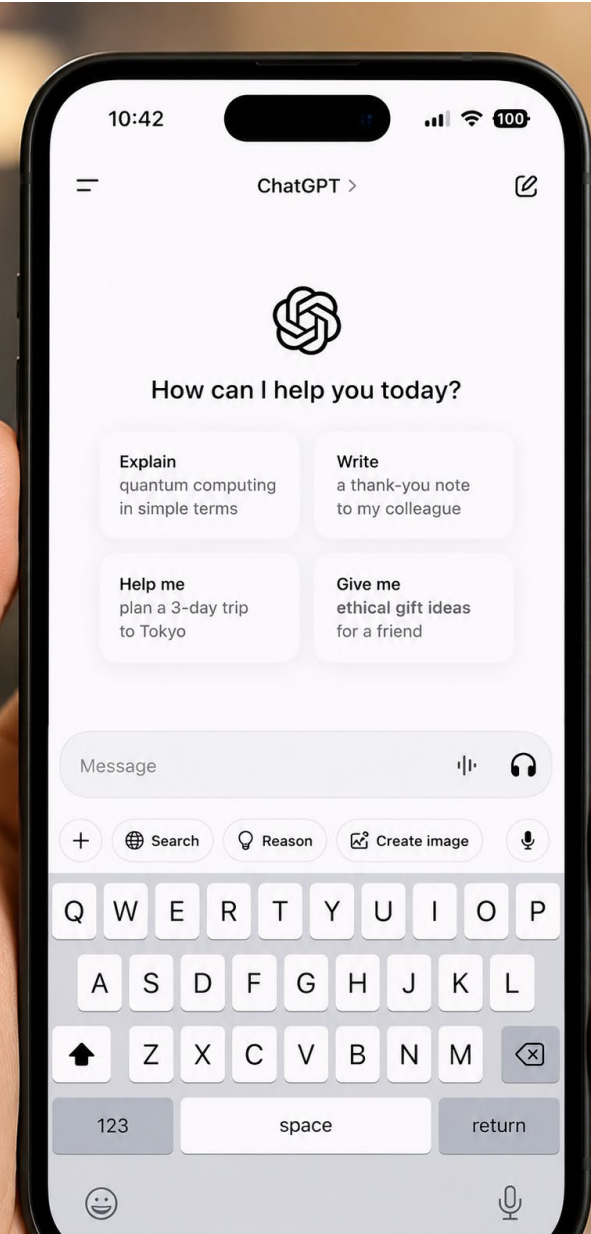 10:42
100
ChatGPT >
How can I help you today?
Explain
quantum computing
in simple terms
Write
a thank-you note
to my colleague
Help me
plan a 3-day trip
to Tokyo
Give me
ethical gift ideas
for a friend
Message
Search
Reason
Create image
Q W E R T Y U I O P
A S D F G H J K L
Z X C V B N M
123 space return